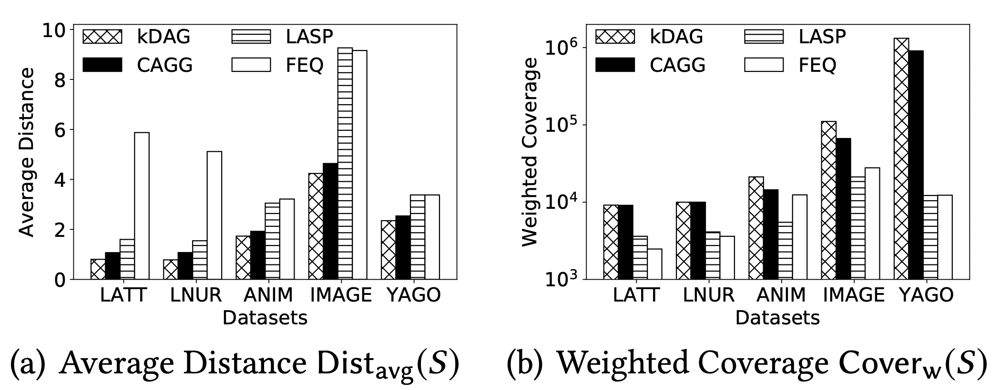 10
8
6
4
2
0
Average Distance
kDAG
CAGG
LASP
FEQ
LATT LNUR ANIM IMAGE YAGO
Datasets
(a) Average Distance Dist_avg(S)
10^6
10^5
10^4
10^3
Weighted Coverage
kDAG
CAGG
LASP
FEQ
LATT LNUR ANIM IMAGE YAGO
Datasets
(b) Weighted Coverage Cover_w(S)